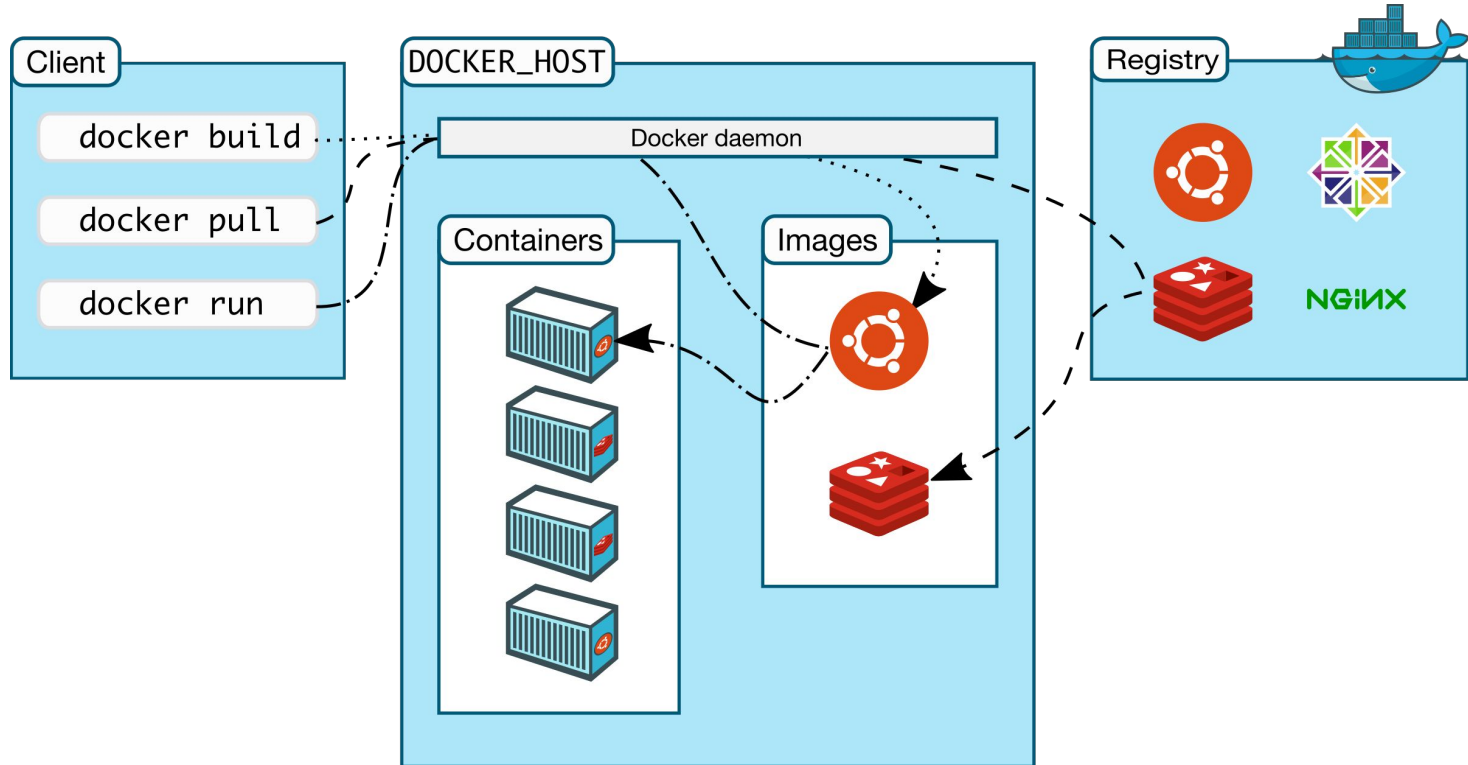 Client
docker build
docker pull
docker run
DOCKER_HOST
Docker daemon
Containers
Images
Registry
NGiNX